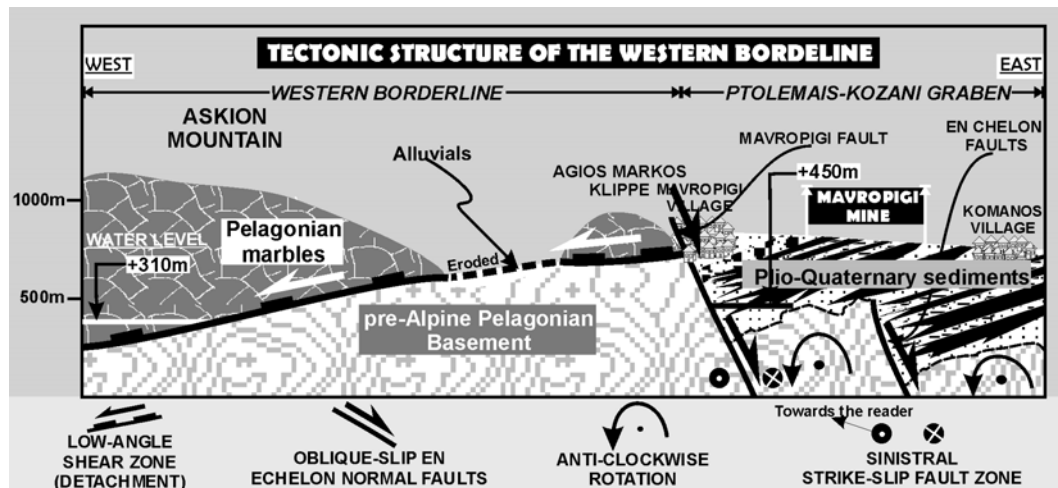 TECTONIC STRUCTURE OF THE WESTERN BORDELINE
WEST
EAST
WESTERN BORDERLINE
PTOLEMAIS-KOZANI GRABEN
ASKION
MOUNTAIN
MAVROPIGI FAULT
EN CHELON
FAULTS
Alluvials
AGIOS MARKOS
KLIPPE
MAVROPIGI
VILLAGE
+450m
MAVROPIGI
MINE
KOMANOS
VILLAGE
1000m
WATER LEVEL
+310m
Pelagonian
marbles
Eroded
Plio-Quaternary sediments
500m
pre-Alpine Pelagonian
Basement
Towards the reader
LOW-ANGLE
SHEAR ZONE
(DETACHMENT)
OBLIQUE-SLIP EN
ECHELON NORMAL FAULTS
ANTI-CLOCKWISE
ROTATION
SINISTRAL
STRIKE-SLIP FAULT ZONE